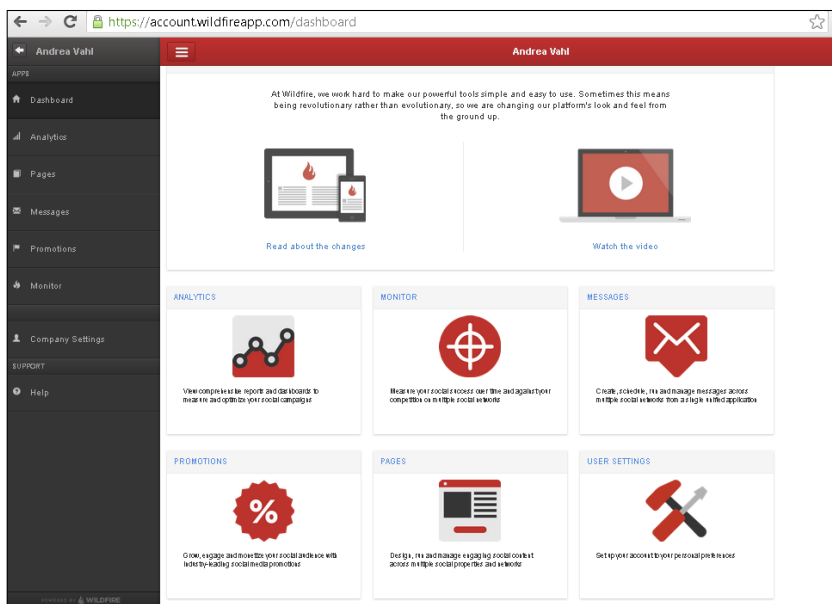 https://account.wildfireapp.com/dashboard
Andrea Vahl
Andrea Vahl
APPS
Dashboard
Analytics
Pages
Messages
Promotions
Monitor
Company Settings
SUPPORT
Help
POWERED BY WILDFIRE
At Wildfire, we work hard to make our powerful tools simple and easy to use. Sometimes this means
being revolutionary rather than evolutionary, so we are changing our platform's look and feel from
the ground up.
Read about the changes
Watch the video
ANALYTICS
View comprehensive reports and dashboards to
measure and optimize your social campaigns
MONITOR
Measure your social success over time and against your
competition on multiple social networks
MESSAGES
Create, schedule, run and manage messages across
multiple social networks from a single unified application
PROMOTIONS
%
Grow, engage and monetize your social audience with
industry-leading social media promotions
PAGES
Design, run and manage engaging social content
across multiple social properties and networks
USER SETTINGS
Set up your account to your personal preferences